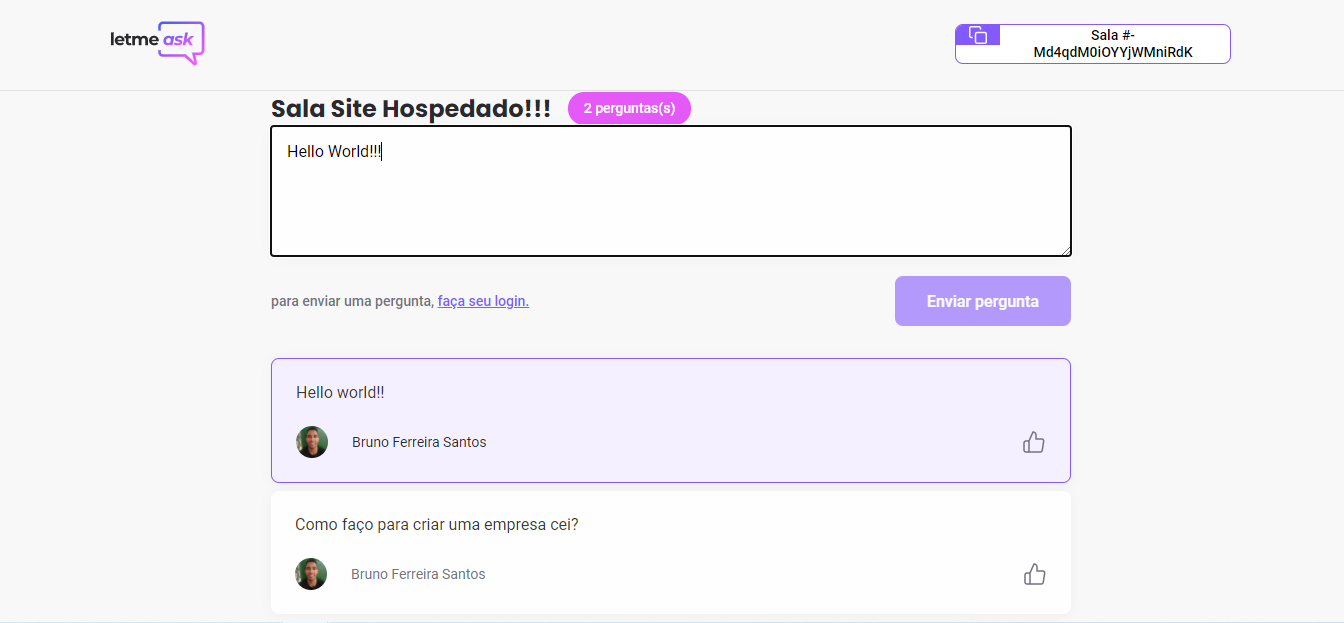 letme ask
Sala #-
Md4qdM0iOYYjWMniRdK
Sala Site Hospedado!!! 2 perguntas(s)
Hello World!!!
para enviar uma pergunta, faça seu login. Enviar pergunta
Hello world!!
Bruno Ferreira Santos
Como faço para criar uma empresa cei?
Bruno Ferreira Santos